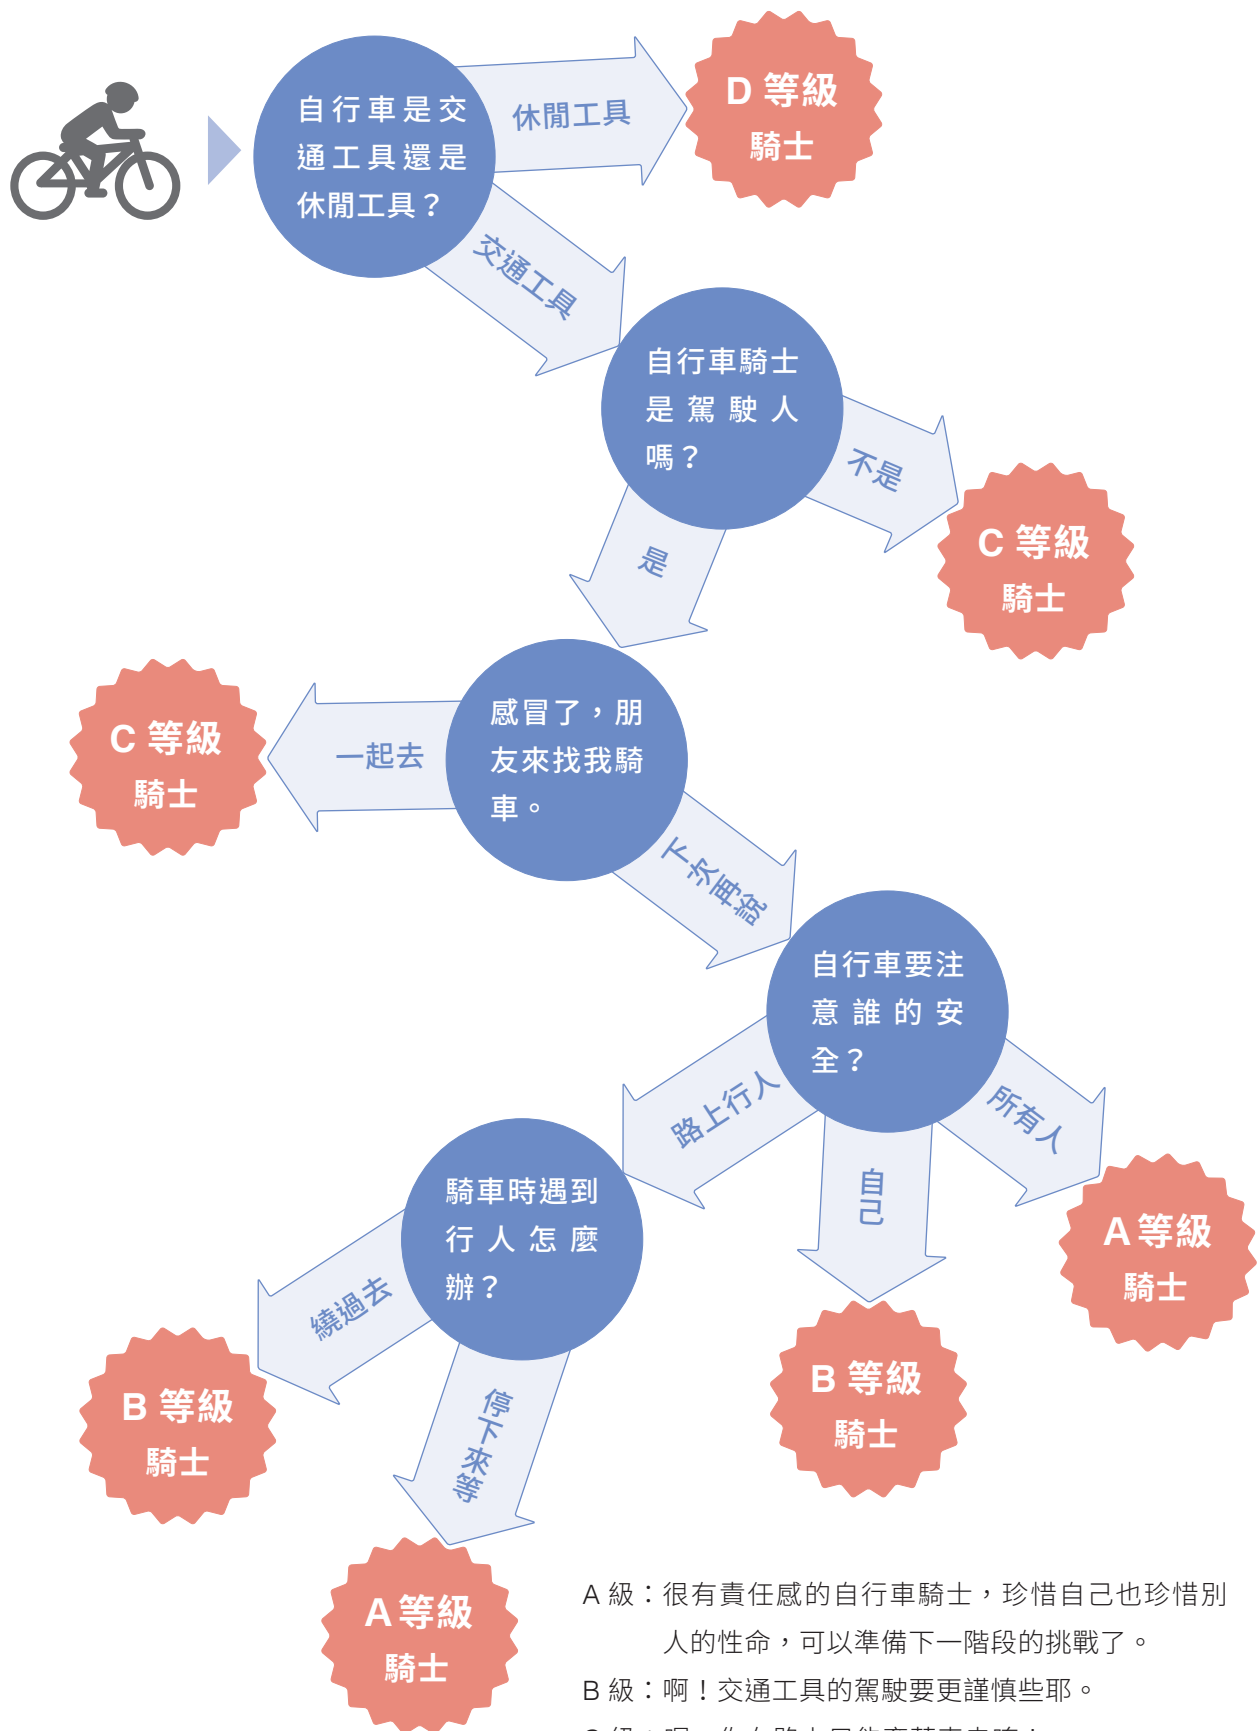 自行車是交
通工具還是
休閒工具？
休閒工具
D 等級
騎士
交通工具
自行車騎士
是駕駛人
嗎？
不是
C 等級
騎士
是
感冒了，朋
友來找我騎
車。
一起去
C 等級
騎士
下次再說
自行車要注
意誰的安
全？
路上行人
自己
所有人
A 等級
騎士
B 等級
騎士
騎車時遇到
行人怎麼
辦？
繞過去
B 等級
騎士
停下來等
A 等級
騎士
A 級：很有責任感的自行車騎士，珍惜自己也珍惜別
人的性命，可以準備下一階段的挑戰了。
B 級：啊！交通工具的駕駛要更謹慎些耶。